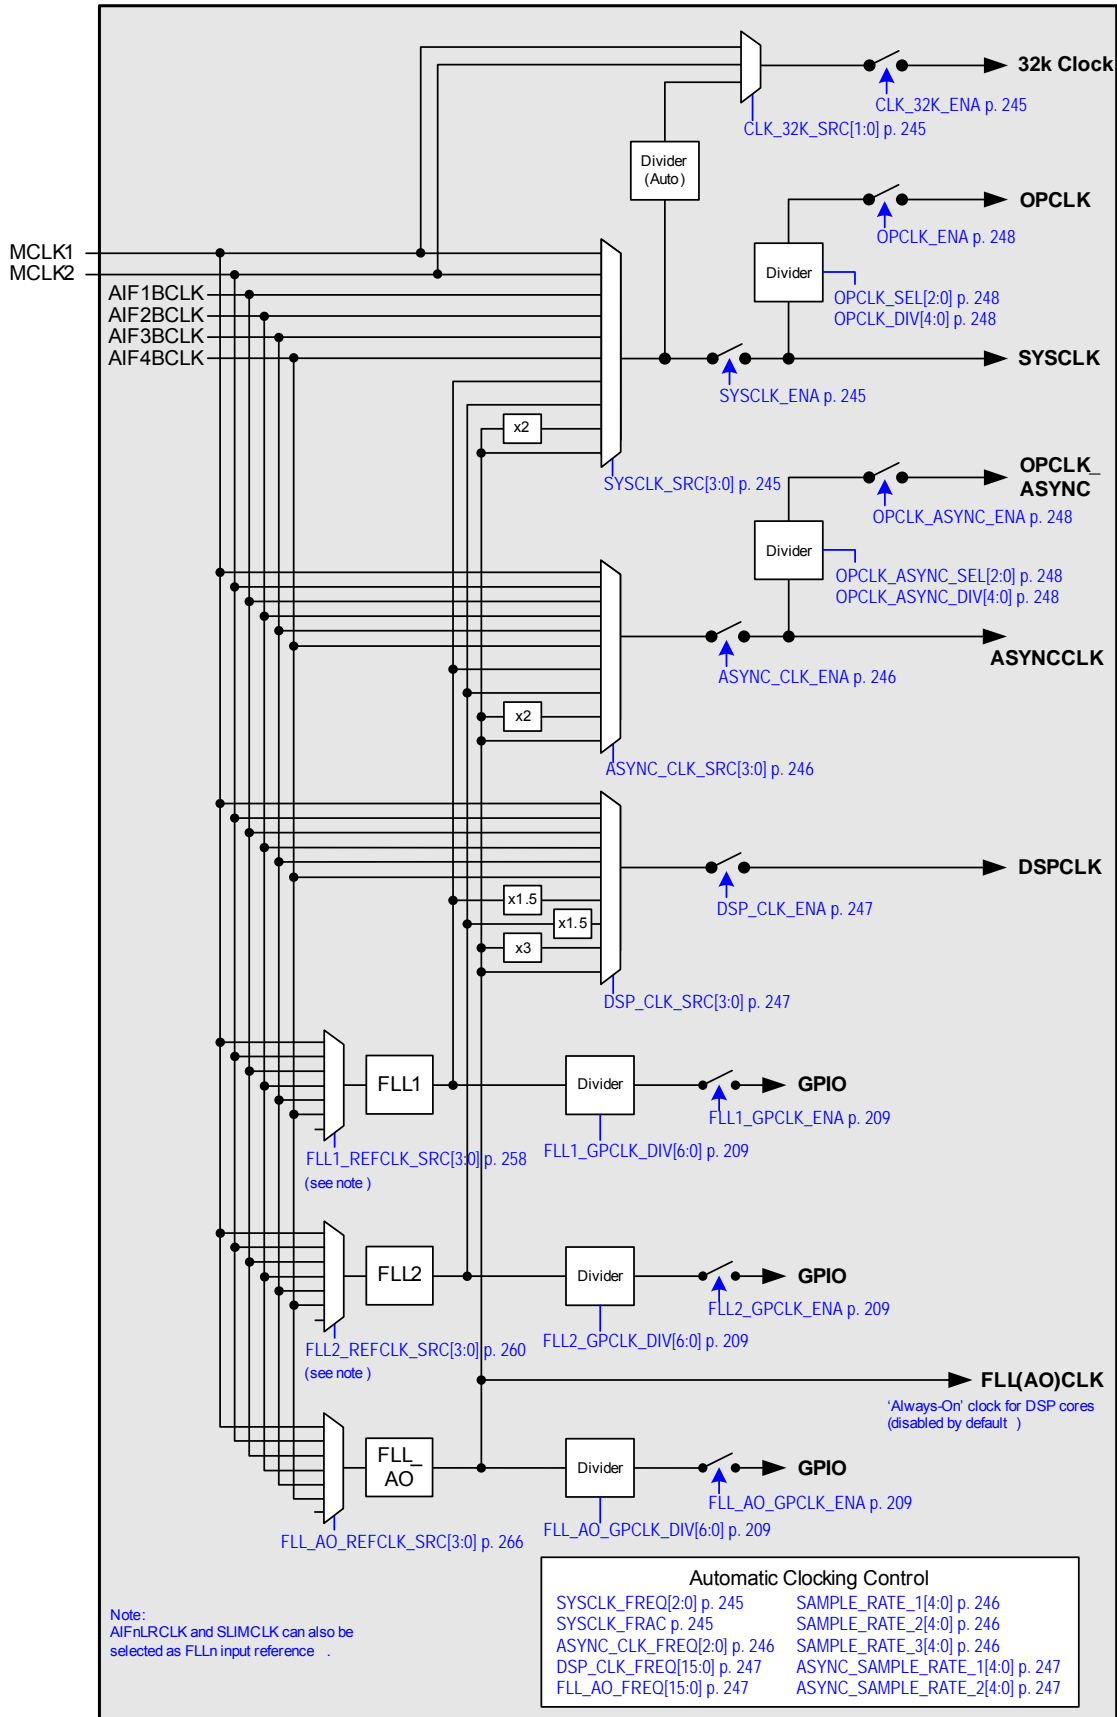 32k Clock
CLK_32K_ENA p. 245
CLK_32K_SRC[1:0] p. 245
Divider
(Auto)
OPCLK
OPCLK_ENA p. 248
MCLK1
MCLK2
Divider
AIF1BCLK
OPCLK_SEL[2:0] p. 248
AIF2BCLK
OPCLK_DIV[4:0] p. 248
AIF3BCLK
AIF4BCLK
SYSCLK
SYSCLK_ENA p. 245
x2
SYSCLK_SRC[3:0] p. 245
OPCLK_
ASYNC
OPCLK_ASYNC_ENA p. 248
Divider
OPCLK_ASYNC_SEL[2:0] p. 248
OPCLK_ASYNC_DIV[4:0] p. 248
ASYNCCLK
ASYNC_CLK_ENA p. 246
x2
ASYNC_CLK_SRC[3:0] p. 246
DSPCLK
x1.5
DSP_CLK_ENA p. 247
x1.5
x3
DSP_CLK_SRC[3:0] p. 247
FLL1
Divider
GPIO
FLL1_GPCLK_ENA p. 209
FLL1_GPCLK_DIV[6:0] p. 209
FLL1_REFCLK_SRC[3:0] p. 258
(see note )
FLL2
Divider
GPIO
FLL2_GPCLK_ENA p. 209
FLL2_GPCLK_DIV[6:0] p. 209
FLL2_REFCLK_SRC[3:0] p. 260
(see note )
FLL(AO)CLK
'Always-On' clock for DSP cores
(disabled by default )
FLL_
AO
Divider
GPIO
FLL_AO_GPCLK_ENA p. 209
FLL_AO_GPCLK_DIV[6:0] p. 209
FLL_AO_REFCLK_SRC[3:0] p. 266
Automatic Clocking Control
SYSCLK_FREQ[2:0] p. 245
SYSCLK_FRAC p. 245
ASYNC_CLK_FREQ[2:0] p. 246
DSP_CLK_FREQ[15:0] p. 247
FLL_AO_FREQ[15:0] p. 247
SAMPLE_RATE_1[4:0] p. 246
SAMPLE_RATE_2[4:0] p. 246
SAMPLE_RATE_3[4:0] p. 246
ASYNC_SAMPLE_RATE_1[4:0] p. 247
ASYNC_SAMPLE_RATE_2[4:0] p. 247
Note:
AIFnLRCLK and SLIMCLK can also be
selected as FLLn input reference .